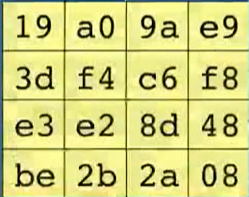 19 a0 9a e9
3d f4 c6 f8
e3 e2 8d 48
be 2b 2a 08